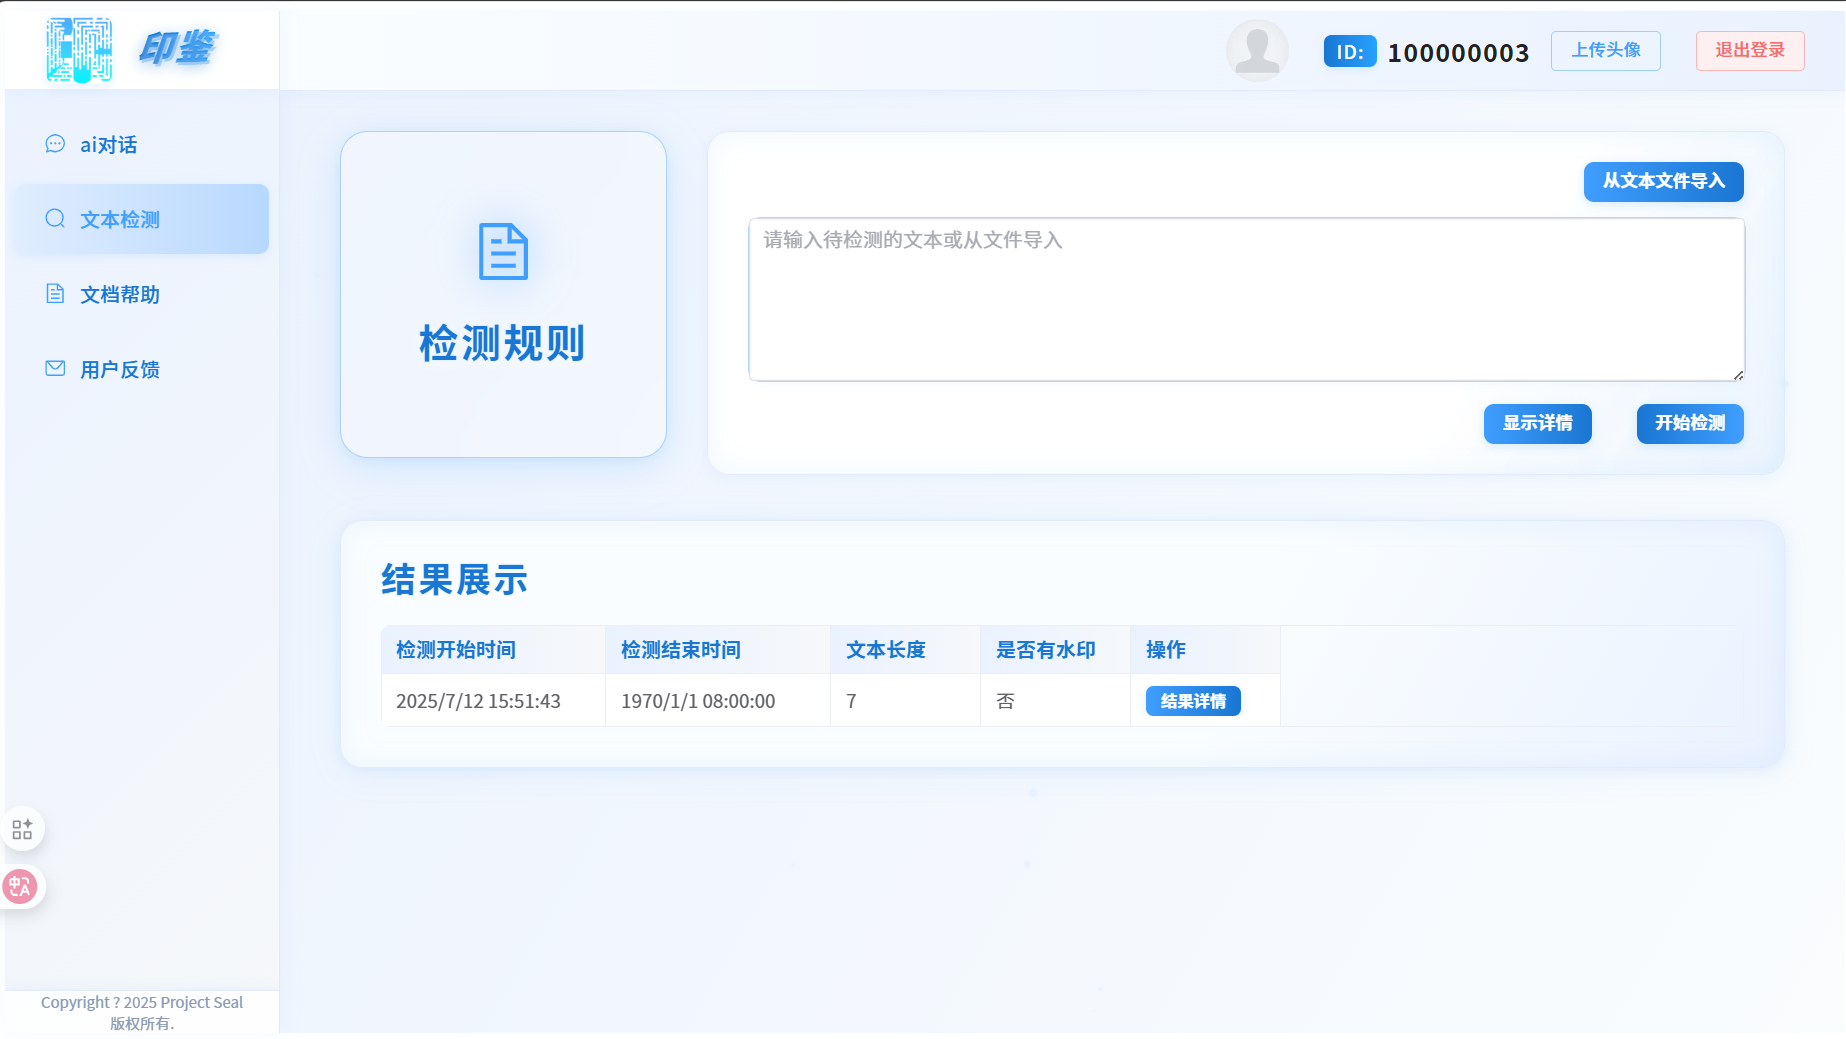 印鉴
ID:
100000003
上传头像
退出登录
ai对话
文本检测
文档帮助
用户反馈
检测规则
从文本文件导入
请输入待检测的文本或从文件导入
显示详情
开始检测
结果展示
检测开始时间 检测结束时间 文本长度 是否有水印 操作
2025/7/12 15:51:43 1970/1/1 08:00:00 7 否 结果详情
中A
Copyright ? 2025 Project Seal
版权所有.